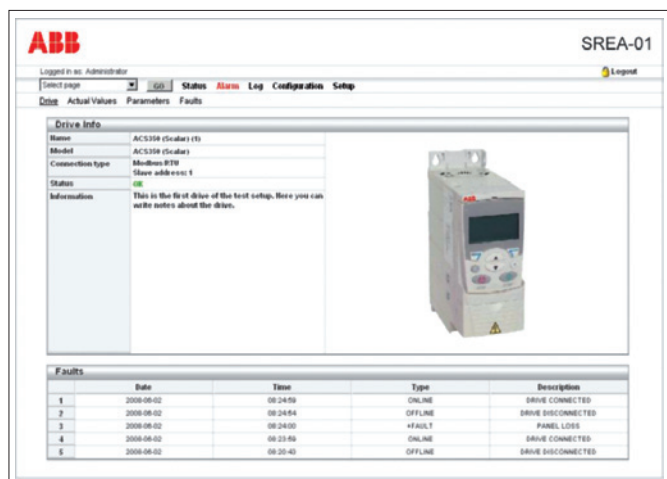 ABB
SREA-01
Logged in as: Administrator
Logout
Select page GO Status Alarm Log Configuration Setup
Drive Actual Values Parameters Faults
Drive Info
Name ACS350 (Scalar) (1)
Model ACS350 (Scalar)
Connection type Modbus RTU
Slave address: 1
Status OK
Information This is the first drive of the test setup. Here you can
write notes about the drive.
ABB
Faults
Date Time Type Description
1 2008-06-02 08:24:59 ONLINE DRIVE CONNECTED
2 2008-06-02 08:24:54 OFFLINE DRIVE DISCONNECTED
3 2008-06-02 08:24:00 +FAULT PANEL LOSS
4 2008-06-02 08:23:59 ONLINE DRIVE CONNECTED
5 2008-06-02 08:20:43 OFFLINE DRIVE DISCONNECTED